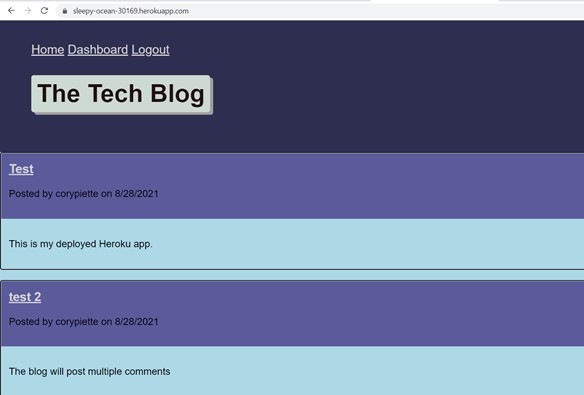 sleepy-ocean-30169.herokuapp.com
Home Dashboard Logout
The Tech Blog
Test
Posted by corypiette on 8/28/2021
This is my deployed Heroku app.
test 2
Posted by corypiette on 8/28/2021
The blog will post multiple comments